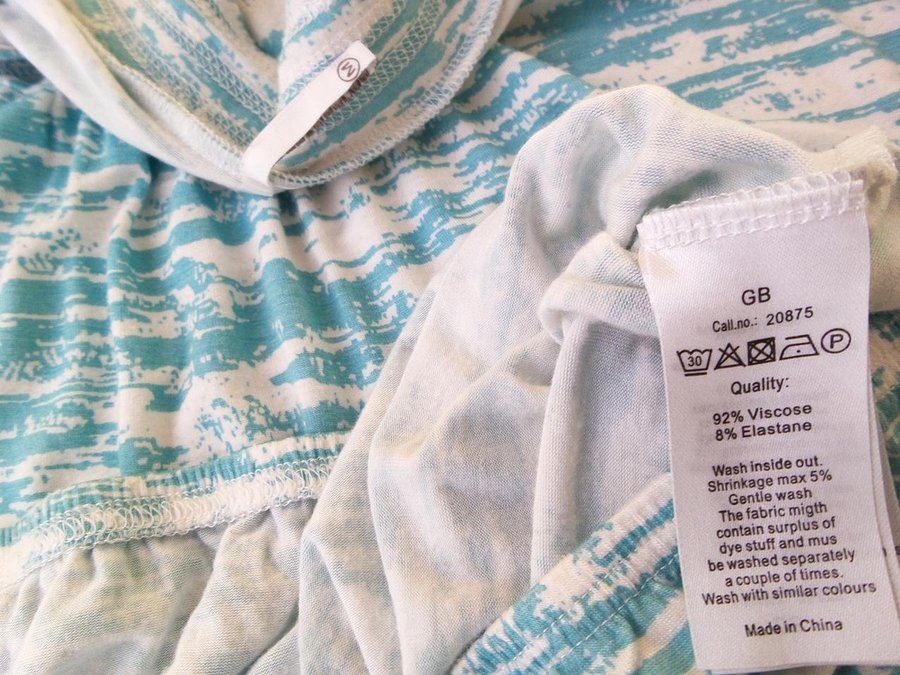 M
GB
Call.no.: 20875
30 P
Quality:
92% Viscose
8% Elastane
Wash inside out.
Shrinkage max 5%
Gentle wash
The fabric migth
contain surplus of
dye stuff and mus
be washed separately
a couple of times.
Wash with similar colours
Made in China